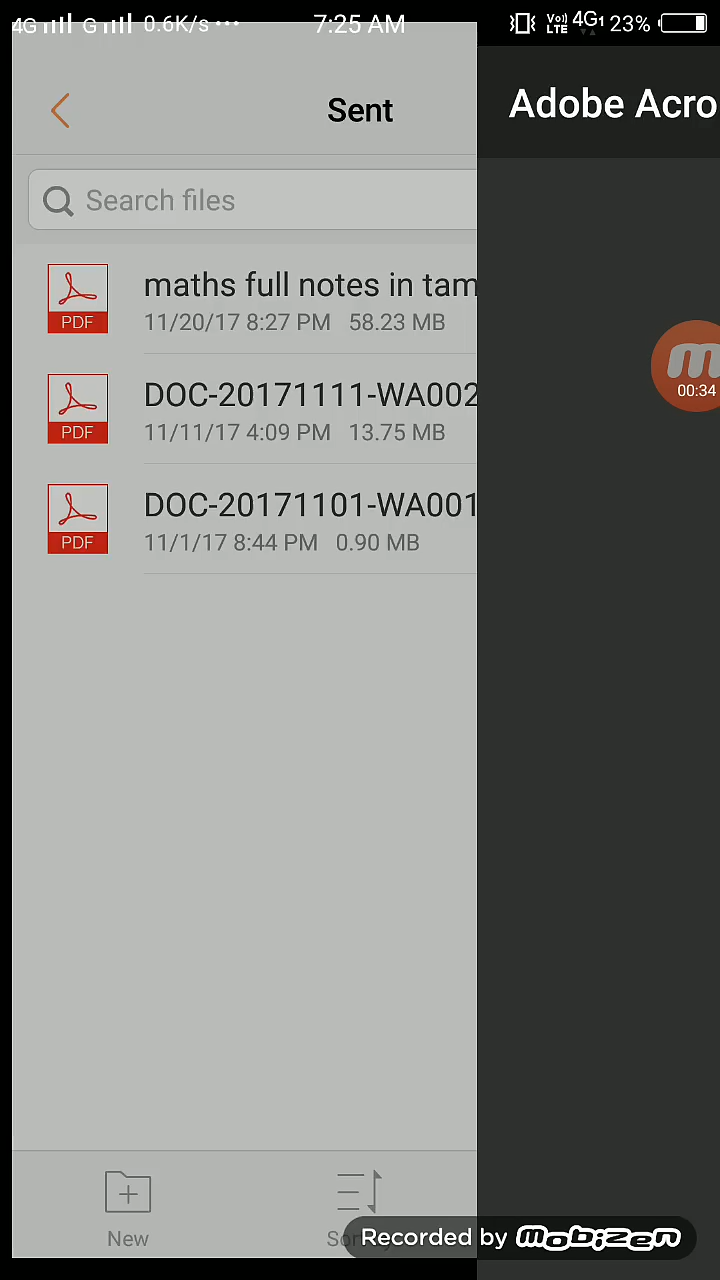 4G G 0.6K/s ... 7:25 AM Vo)) LTE 4G1 23%
Sent
Adobe Acro
Search files
maths full notes in tam
PDF 11/20/17 8:27 PM 58.23 MB
m
00:34
DOC-20171111-WA002
PDF 11/11/17 4:09 PM 13.75 MB
DOC-20171101-WA001
PDF 11/1/17 8:44 PM 0.90 MB
New
Recorded by mobizen